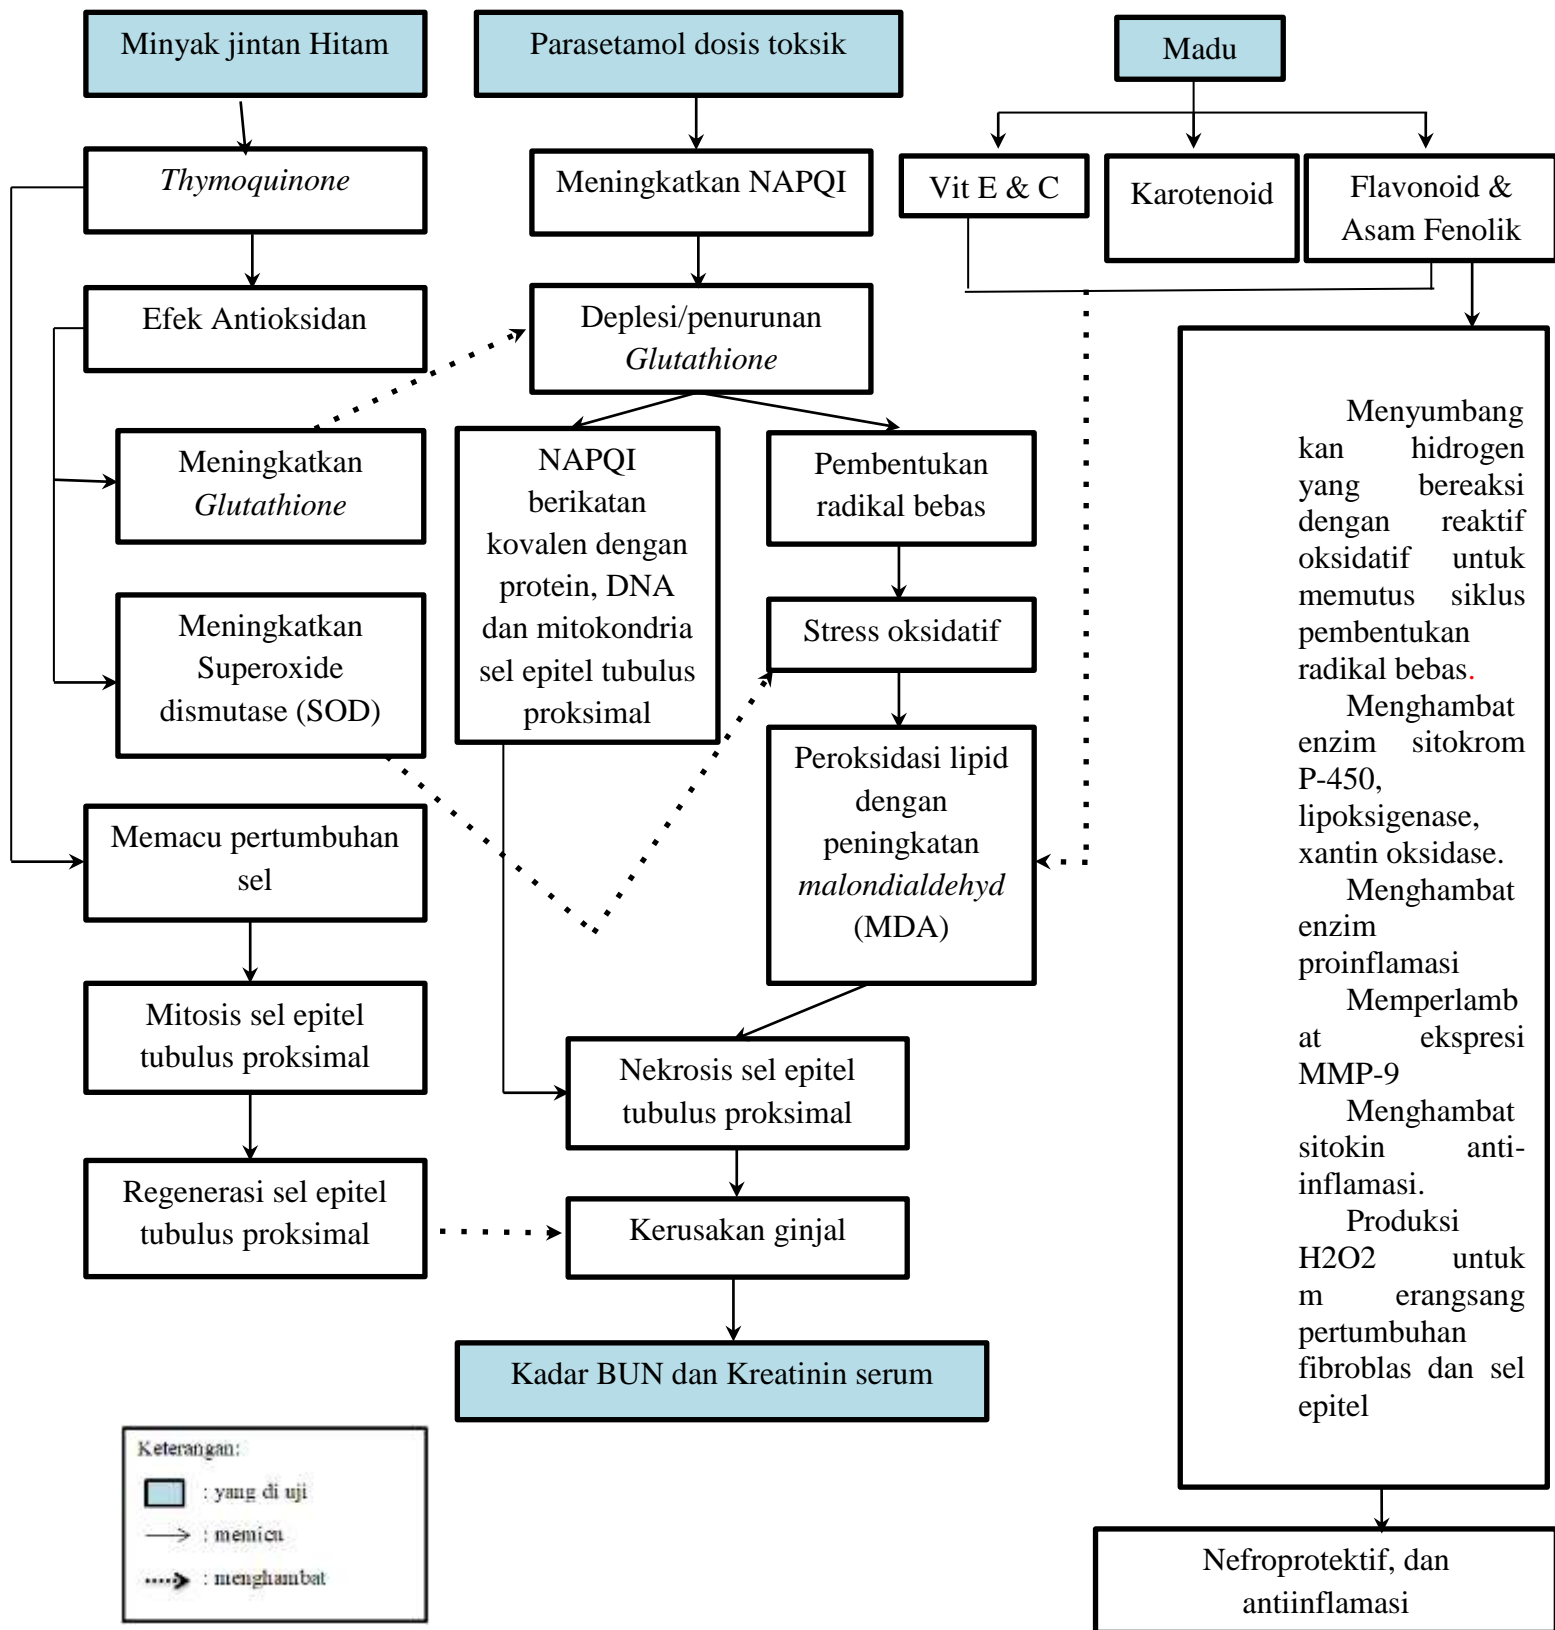 Minyak jintan Hitam
Parasetamol dosis toksik
Madu
Thymoquinone
Meningkatkan NAPQI
Vit E & C
Karotenoid
Flavonoid &
Asam Fenolik
Efek Antioksidan
Deplesi/penurunan
Glutathione
Meningkatkan
Glutathione
NAPQI
berikatan
kovalen dengan
protein, DNA
dan mitokondria
sel epitel tubulus
proksimal
Pembentukan
radikal bebas
Meningkatkan
Superoxide
dismutase (SOD)
Stress oksidatif
Peroksidasi lipid
dengan
peningkatan
malondialdehyd
(MDA)
Memacu pertumbuhan
sel
Mitosis sel epitel
tubulus proksimal
Nekrosis sel epitel
tubulus proksimal
Regenerasi sel epitel
tubulus proksimal
Kerusakan ginjal
Kadar BUN dan Kreatinin serum
Menyumbang
kan hidrogen
yang bereaksi
dengan reaktif
oksidatif untuk
memutus siklus
pembentukan
radikal bebas.
Menghambat
enzim sitokrom
P-450,
lipoksigenase,
xantin oksidase.
Menghambat
enzim
proinflamasi
Memperlamb
at ekspresi
MMP-9
Menghambat
sitokin anti-
inflamasi.
Produksi
H2O2 untuk
m erangsang
pertumbuhan
fibroblas dan sel
epitel
Nefroprotektif, dan
antiinflamasi
Keterangan:
: yang di uji
: memicu
: menghambat